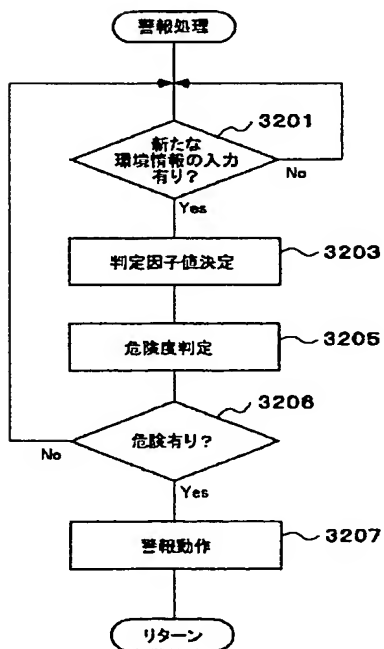 警報処理
3201
新たな
環境情報の入力
有り?
No
Yes
3203
判定因子値決定
3205
危険度判定
3206
危険有り?
No
Yes
3207
警報動作
リターン